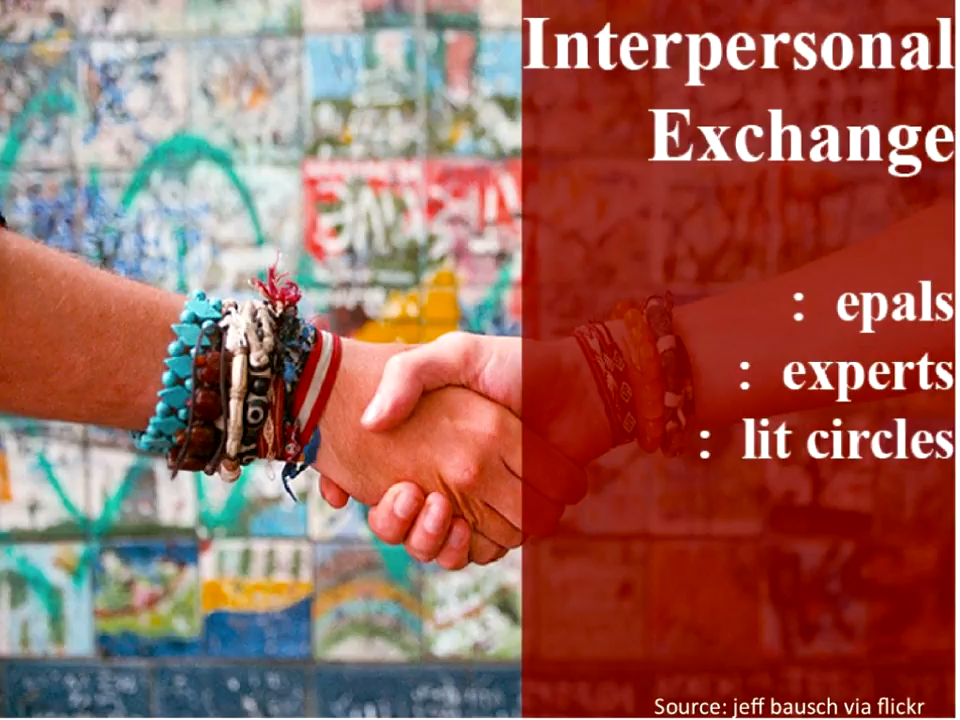 Interpersonal
Exchange
: epals
: experts
: lit circles
Source: jeff bausch via flickr